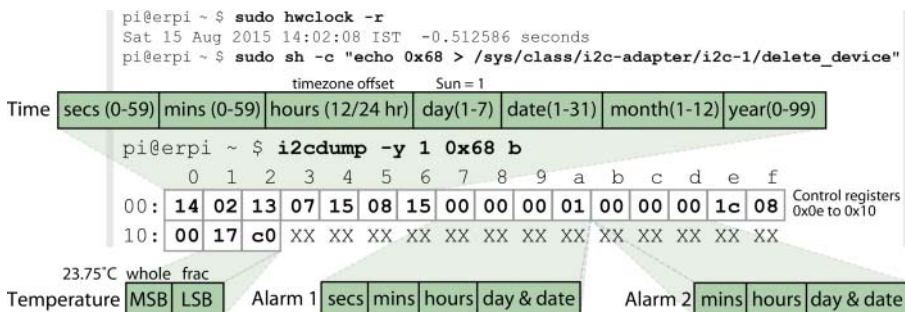 pi@erpi ~ $ sudo hwclock -r
Sat 15 Aug 2015 14:02:08 IST -0.512586 seconds
pi@erpi ~ $ sudo sh -c "echo 0x68 > /sys/class/i2c-adapter/i2c-1/delete_device"
timezone offset Sun = 1
Time secs (0-59) mins (0-59) hours (12/24 hr) day(1-7) date(1-31) month(1-12) year(0-99)
pi@erpi ~ $ i2cdump -y 1 0x68 b
0 1 2 3 4 5 6 7 8 9 a b c d e f
00: 14 02 13 07 15 08 15 00 00 00 01 00 00 00 1c 08 Control registers
0x0e to 0x10
10: 00 17 c0 XX XX XX XX XX XX XX XX XX XX XX XX XX
23.75°C whole frac
Temperature MSB LSB Alarm 1 secs mins hours day & date Alarm 2 mins hours day & date